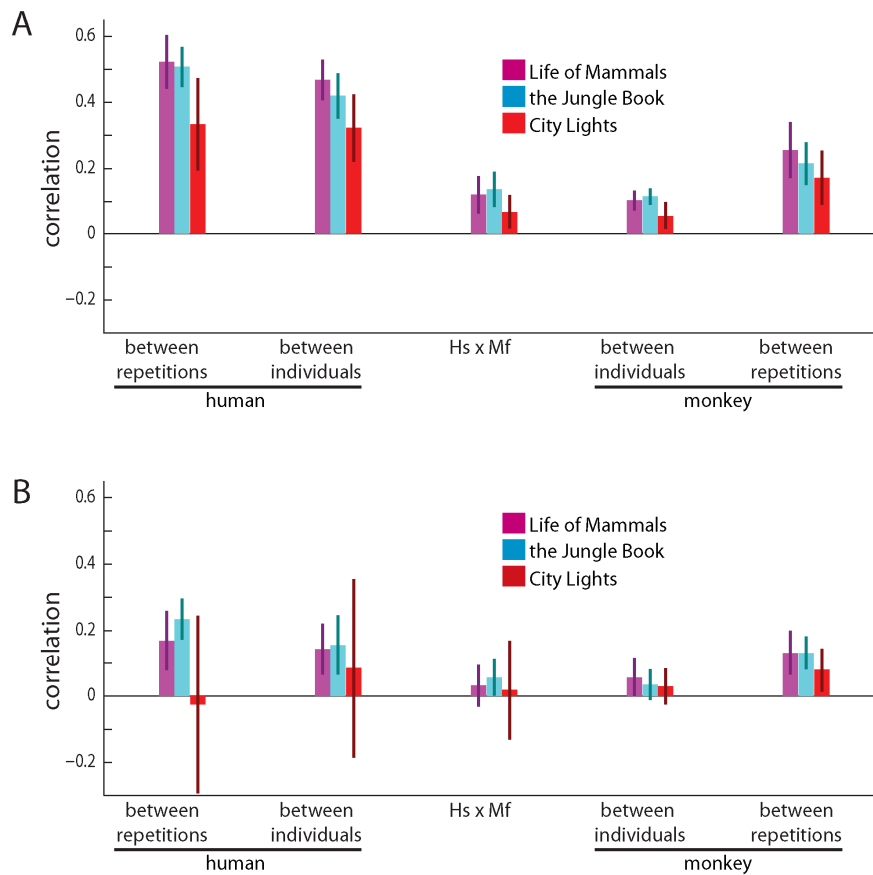 A
0.6
0.4
0.2
0
−0.2
correlation
Life of Mammals
the Jungle Book
City Lights
between repetitions
between individuals
Hs x Mf
between individuals
between repetitions
human
monkey
B
0.6
0.4
0.2
0
−0.2
correlation
Life of Mammals
the Jungle Book
City Lights
between repetitions
between individuals
Hs x Mf
between individuals
between repetitions
human
monkey